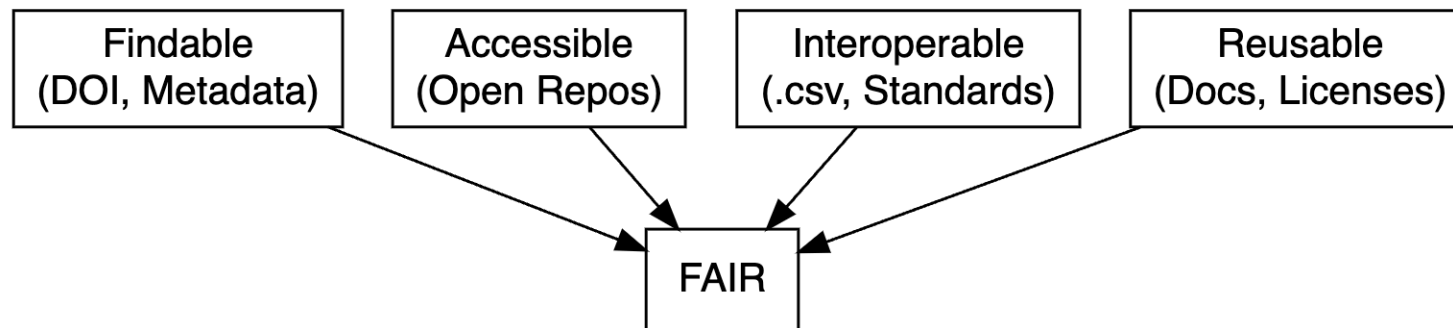 Findable
(DOI, Metadata)
Accessible
(Open Repos)
Interoperable
(.csv, Standards)
Reusable
(Docs, Licenses)
FAIR